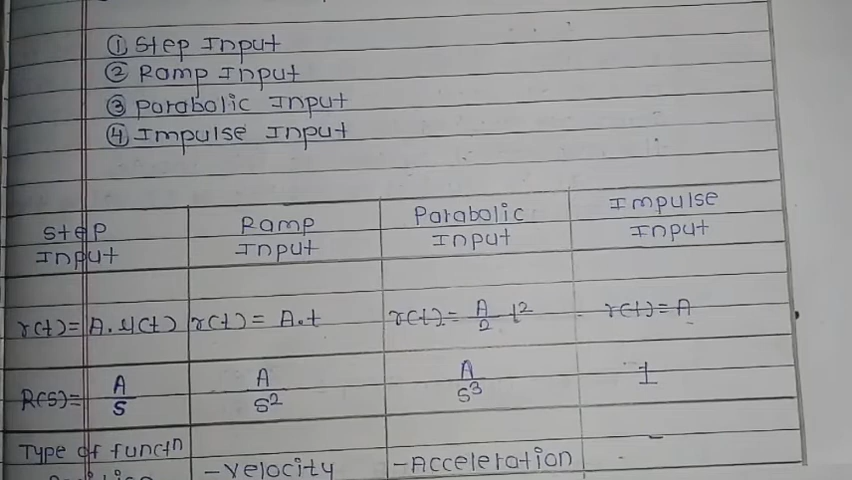 ① Step Input
② Ramp Input
③ Parabolic Input
④ Impulse Input
Step Input
Ramp Input
Parabolic Input
Impulse Input
r(t) = A.u(t)
r(t) = A.t
r(t) = A/2 t²
r(t) = A
R(s) = A/s
A/s²
A/s³
1
Type of functn
- Velocity
- Acceleration